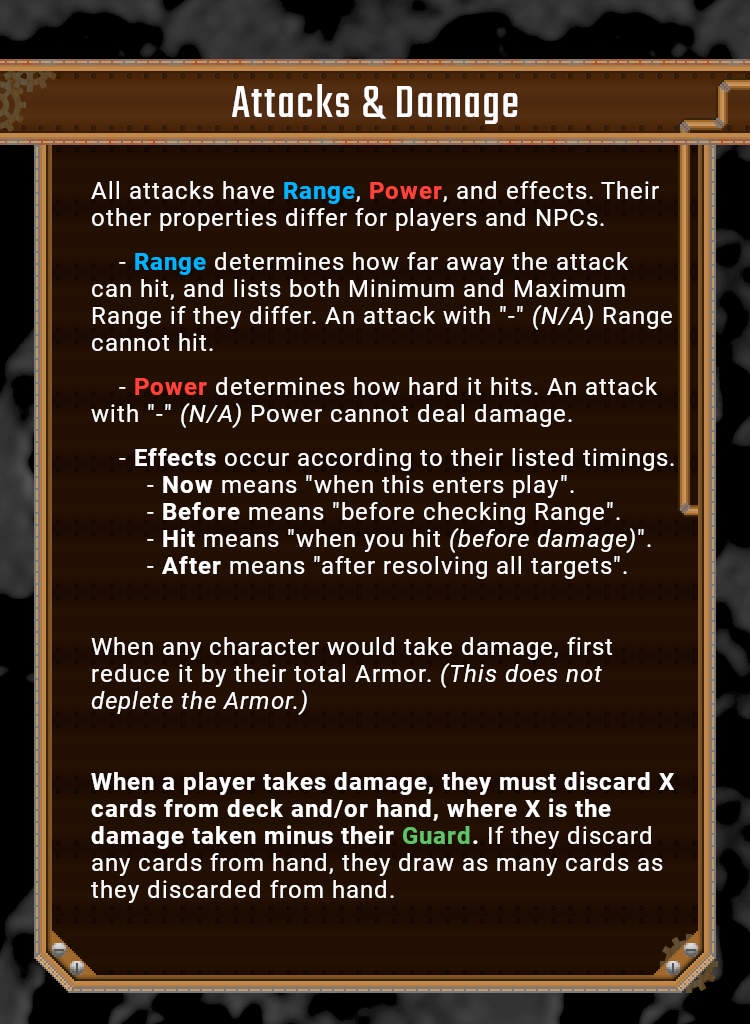 Attacks & Damage
All attacks have Range, Power, and effects. Their
other properties differ for players and NPCs.
- Range determines how far away the attack
can hit, and lists both Minimum and Maximum
Range if they differ. An attack with "-" (N/A) Range
cannot hit.
- Power determines how hard it hits. An attack
with "-" (N/A) Power cannot deal damage.
- Effects occur according to their listed timings.
- Now means "when this enters play".
- Before means "before checking Range".
- Hit means "when you hit (before damage)".
- After means "after resolving all targets".
When any character would take damage, first
reduce it by their total Armor. (This does not
deplete the Armor.)
When a player takes damage, they must discard X
cards from deck and/or hand, where X is the
damage taken minus their Guard. If they discard
any cards from hand, they draw as many cards as
they discarded from hand.